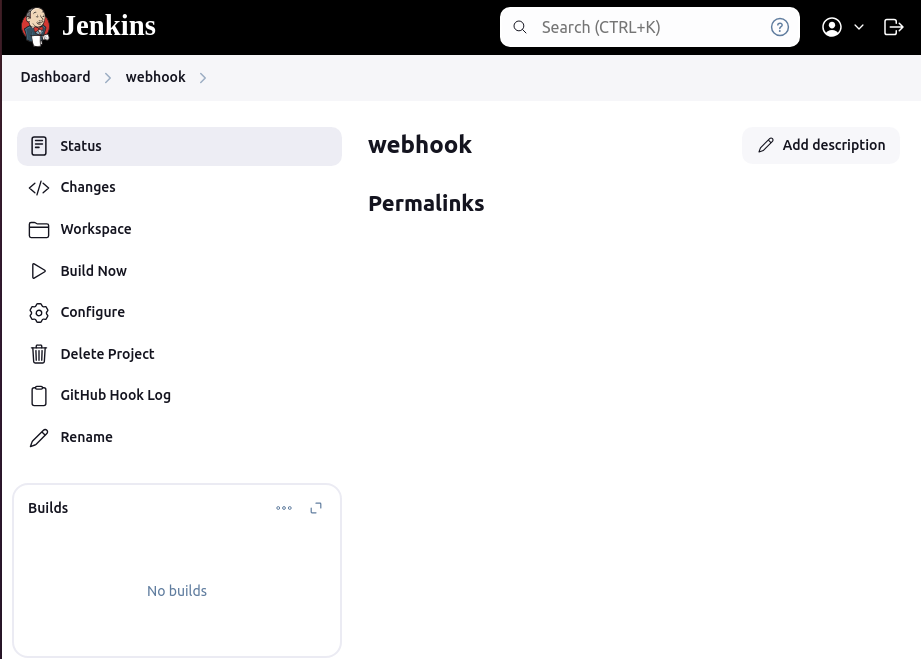 Jenkins
Search (CTRL+K)
Dashboard
webhook
Status
Changes
Workspace
Build Now
Configure
Delete Project
GitHub Hook Log
Rename
Builds
No builds
webhook
Add description
Permalinks